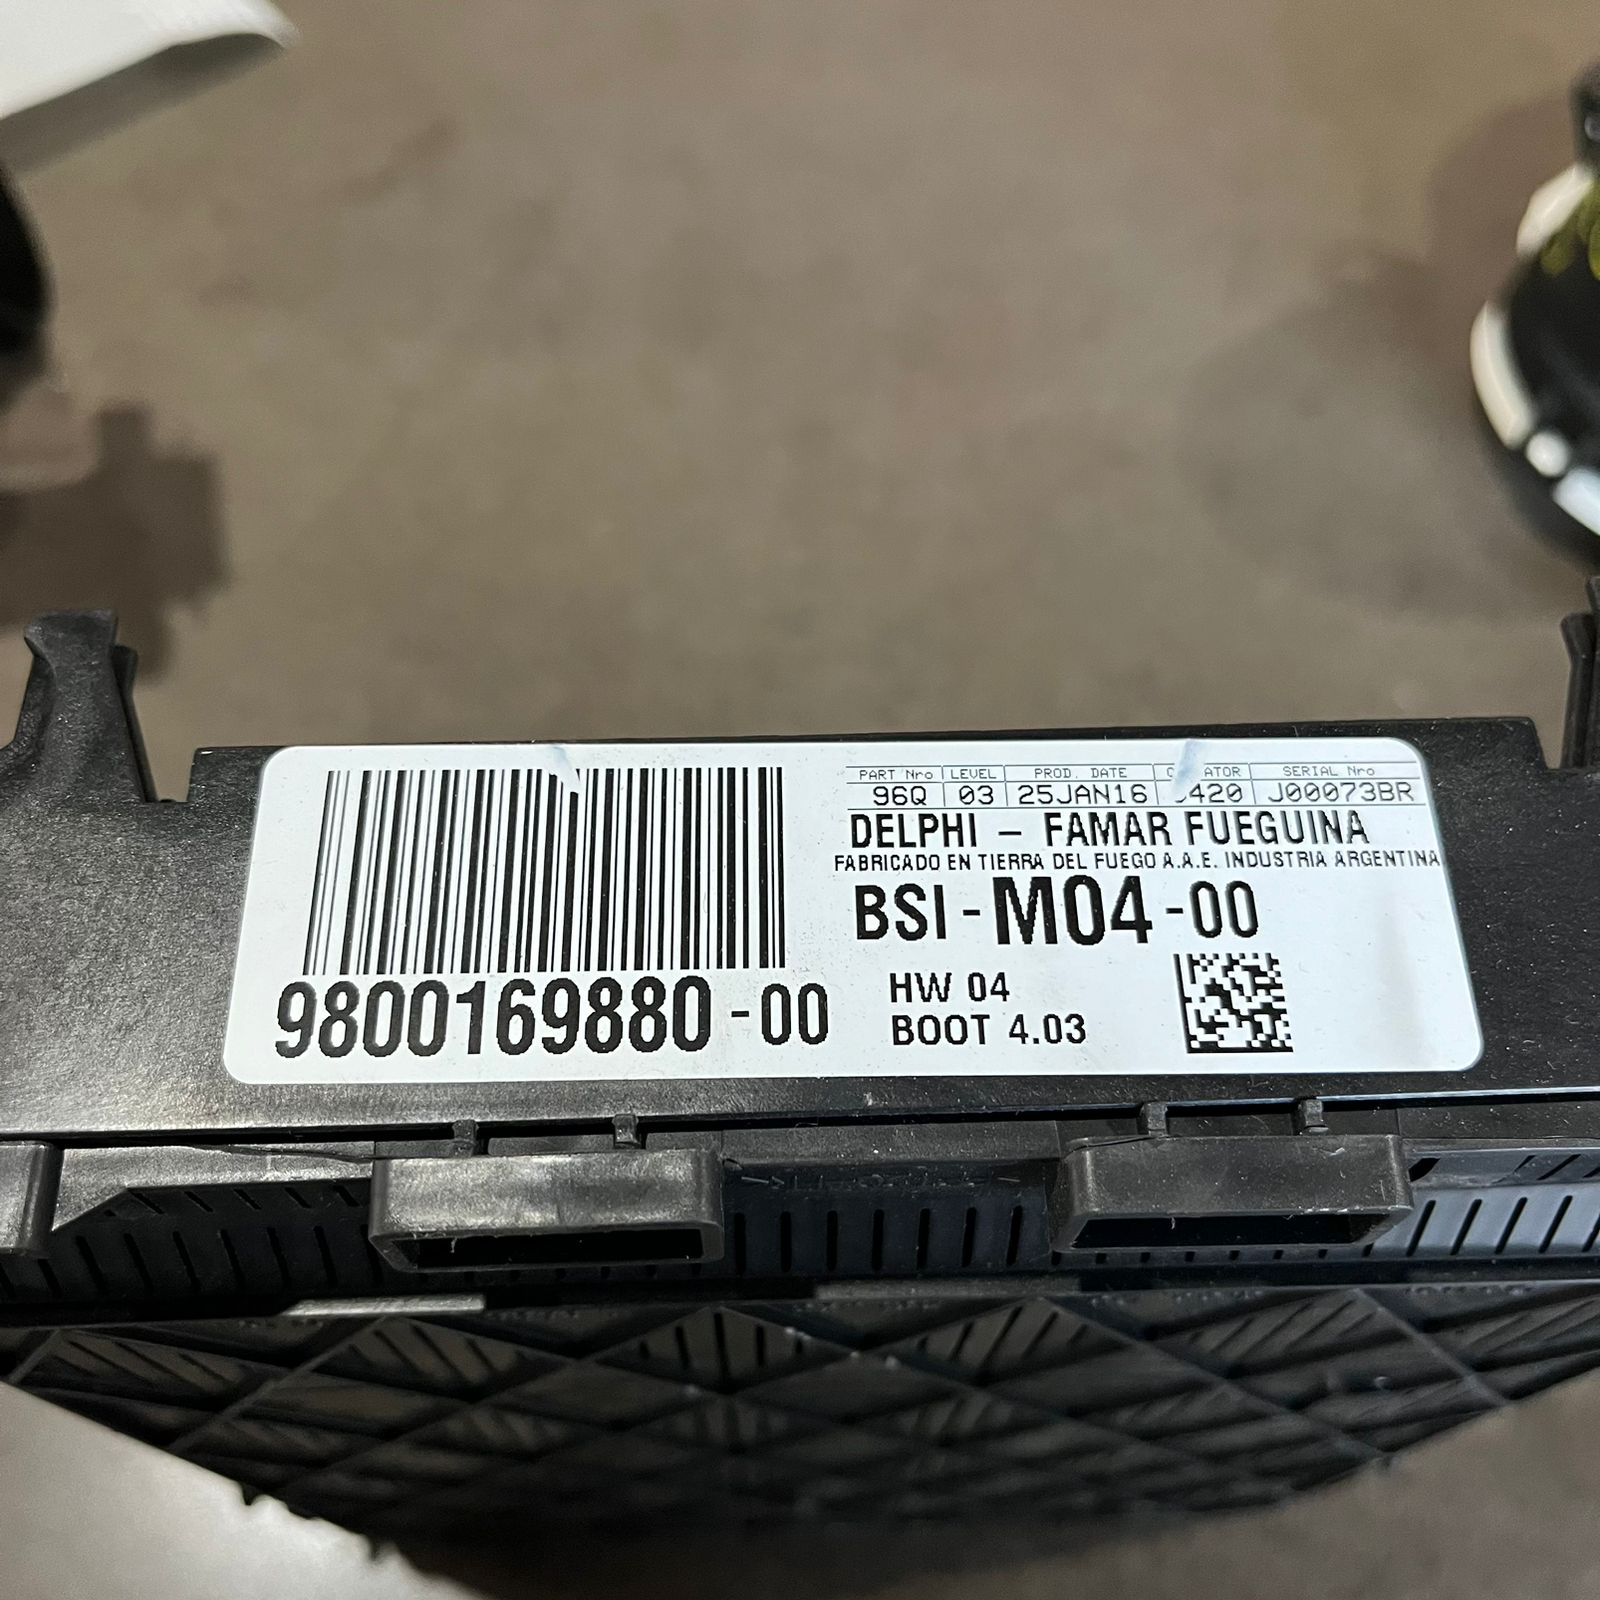 PART Nro LEVEL PROD. DATE SERIAL Nro
96Q 03 25JAN16 J00073BR
DELPHI - FAMAR FUEGUINA
FABRICADO EN TIERRA DEL FUEGO A.A.E. INDUSTRIA ARGENTINA
BSI-M04-00
9800169880-00
HW 04
BOOT 4.03